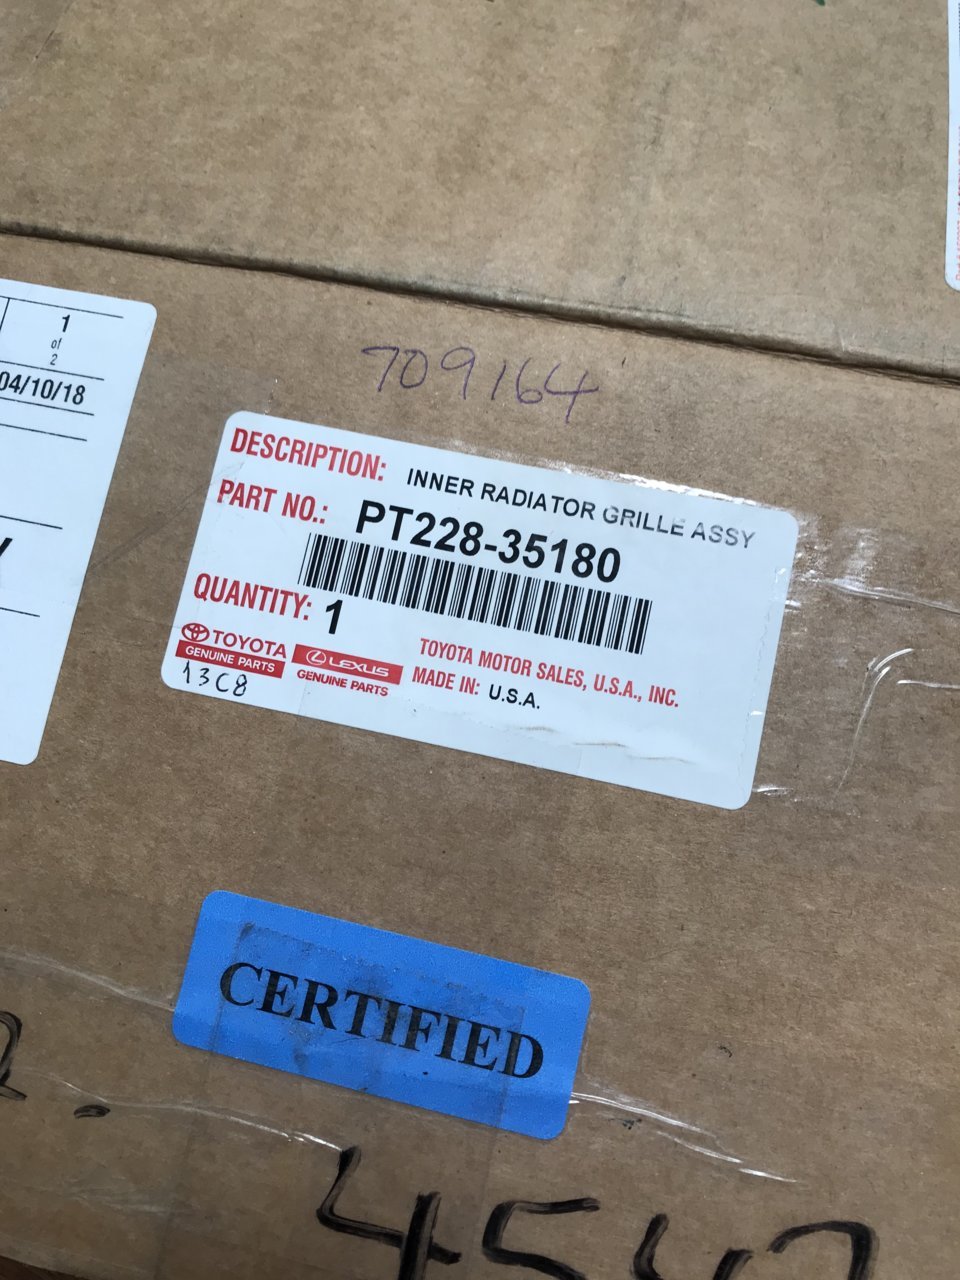 1
of
2
04/10/18
709164
DESCRIPTION: INNER RADIATOR GRILLE ASSY
PART NO.: PT228-35180
QUANTITY: 1
TOYOTA
GENUINE PARTS
LEXUS
GENUINE PARTS
TOYOTA MOTOR SALES, U.S.A., INC.
MADE IN: U.S.A.
13C8
CERTIFIED